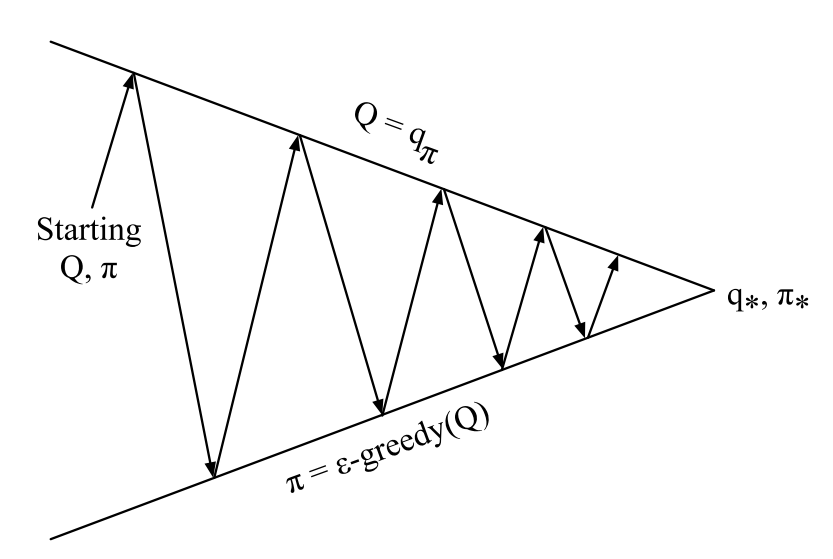 Q = qπ
Starting
Q, π
q*, π*
π = ε-greedy(Q)